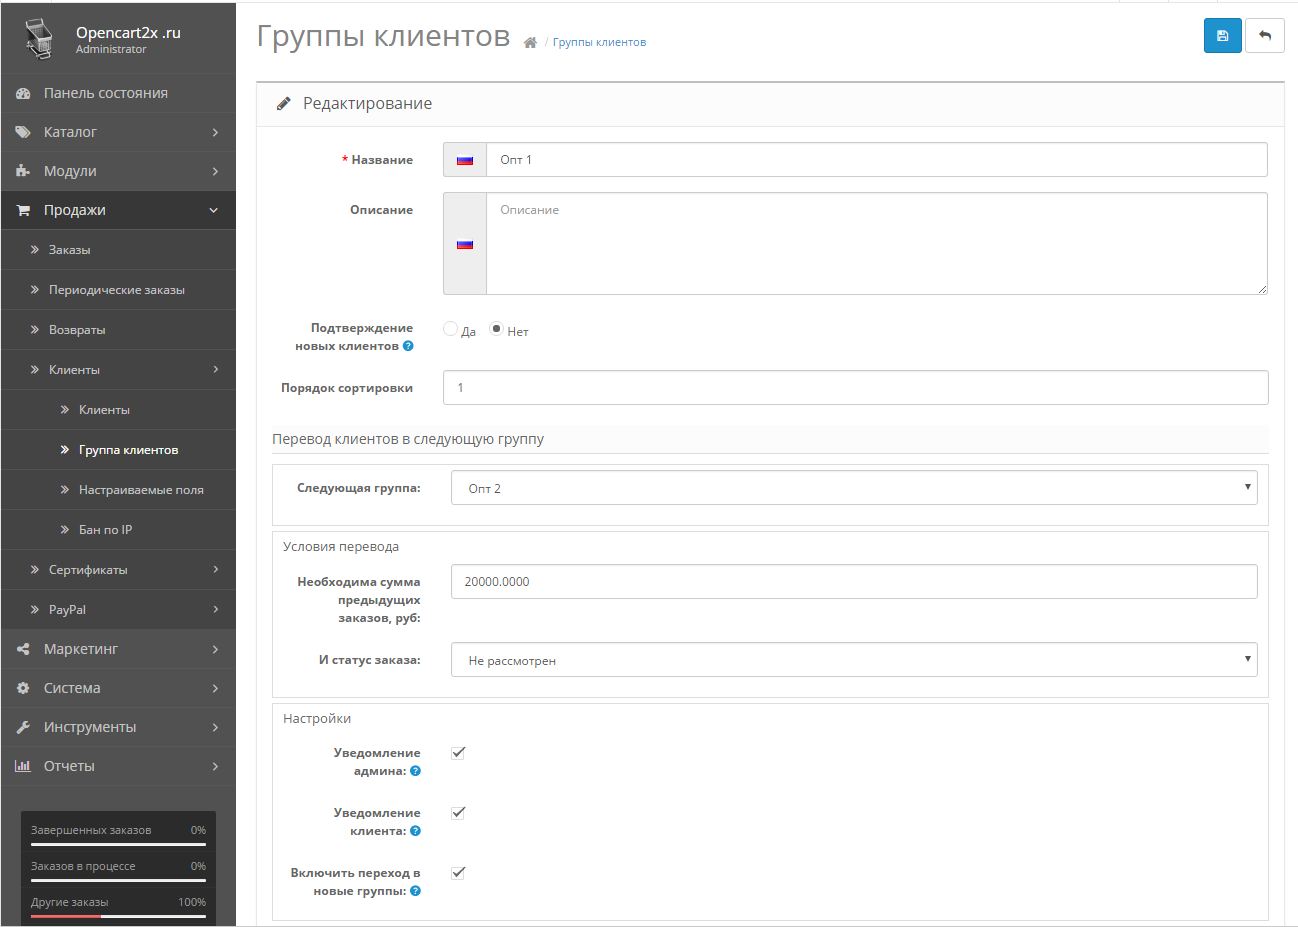 Opencart2x .ru
Administrator
Панель состояния
Каталог
Модули
Продажи
Заказы
Периодические заказы
Возвраты
Клиенты
Клиенты
Группа клиентов
Настраиваемые поля
Бан по IP
Сертификаты
PayPal
Маркетинг
Система
Инструменты
Отчеты
Завершенных заказов 0%
Заказов в процессе 0%
Другие заказы 100%
Группы клиентов / Группы клиентов
Редактирование
* Название Опт 1
Описание Описание
Подтверждение
новых клиентов ? Да Нет
Порядок сортировки 1
Перевод клиентов в следующую группу
Следующая группа: Опт 2
Условия перевода
Необходима сумма 20000.0000
предыдущих
заказов, руб:
И статус заказа: Не рассмотрен
Настройки
Уведомление
админа: ?
Уведомление
клиента: ?
Включить переход в
новые группы: ?